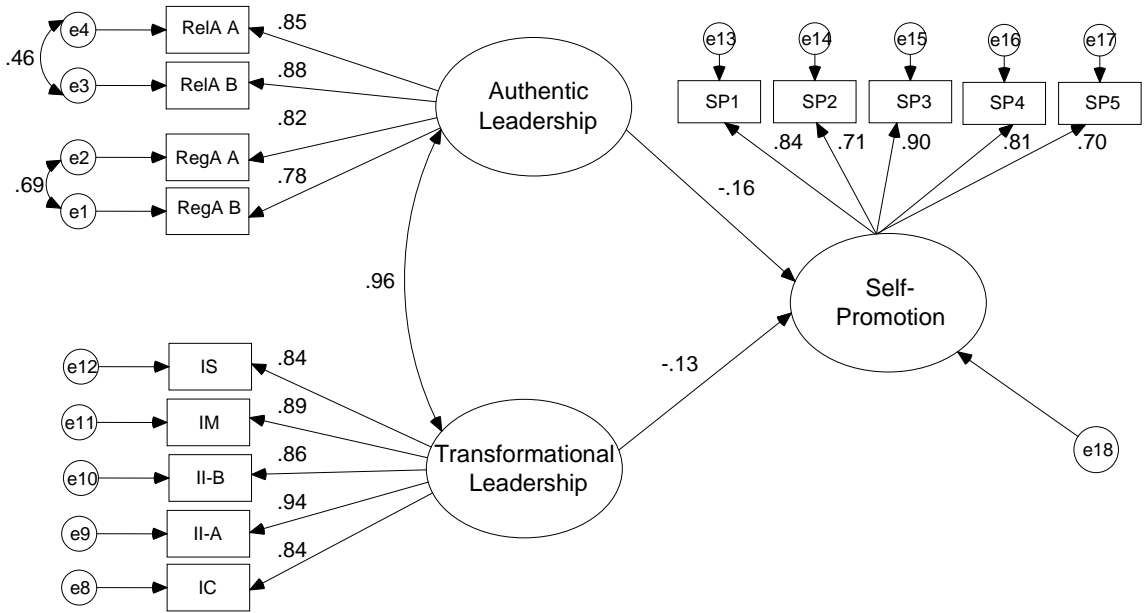 e4
RelA A
.85
.46
e3
RelA B
.88
.82
e2
RegA A
.78
.69
e1
RegA B
Authentic
Leadership
e13
e14
e15
e16
e17
SP1
SP2
SP3
SP4
SP5
.84
.71
.90
.81
.70
-.16
.96
Self-
Promotion
-.13
e18
e12
IS
.84
e11
IM
.89
e10
II-B
.86
e9
II-A
.94
e8
IC
.84
Transformational
Leadership